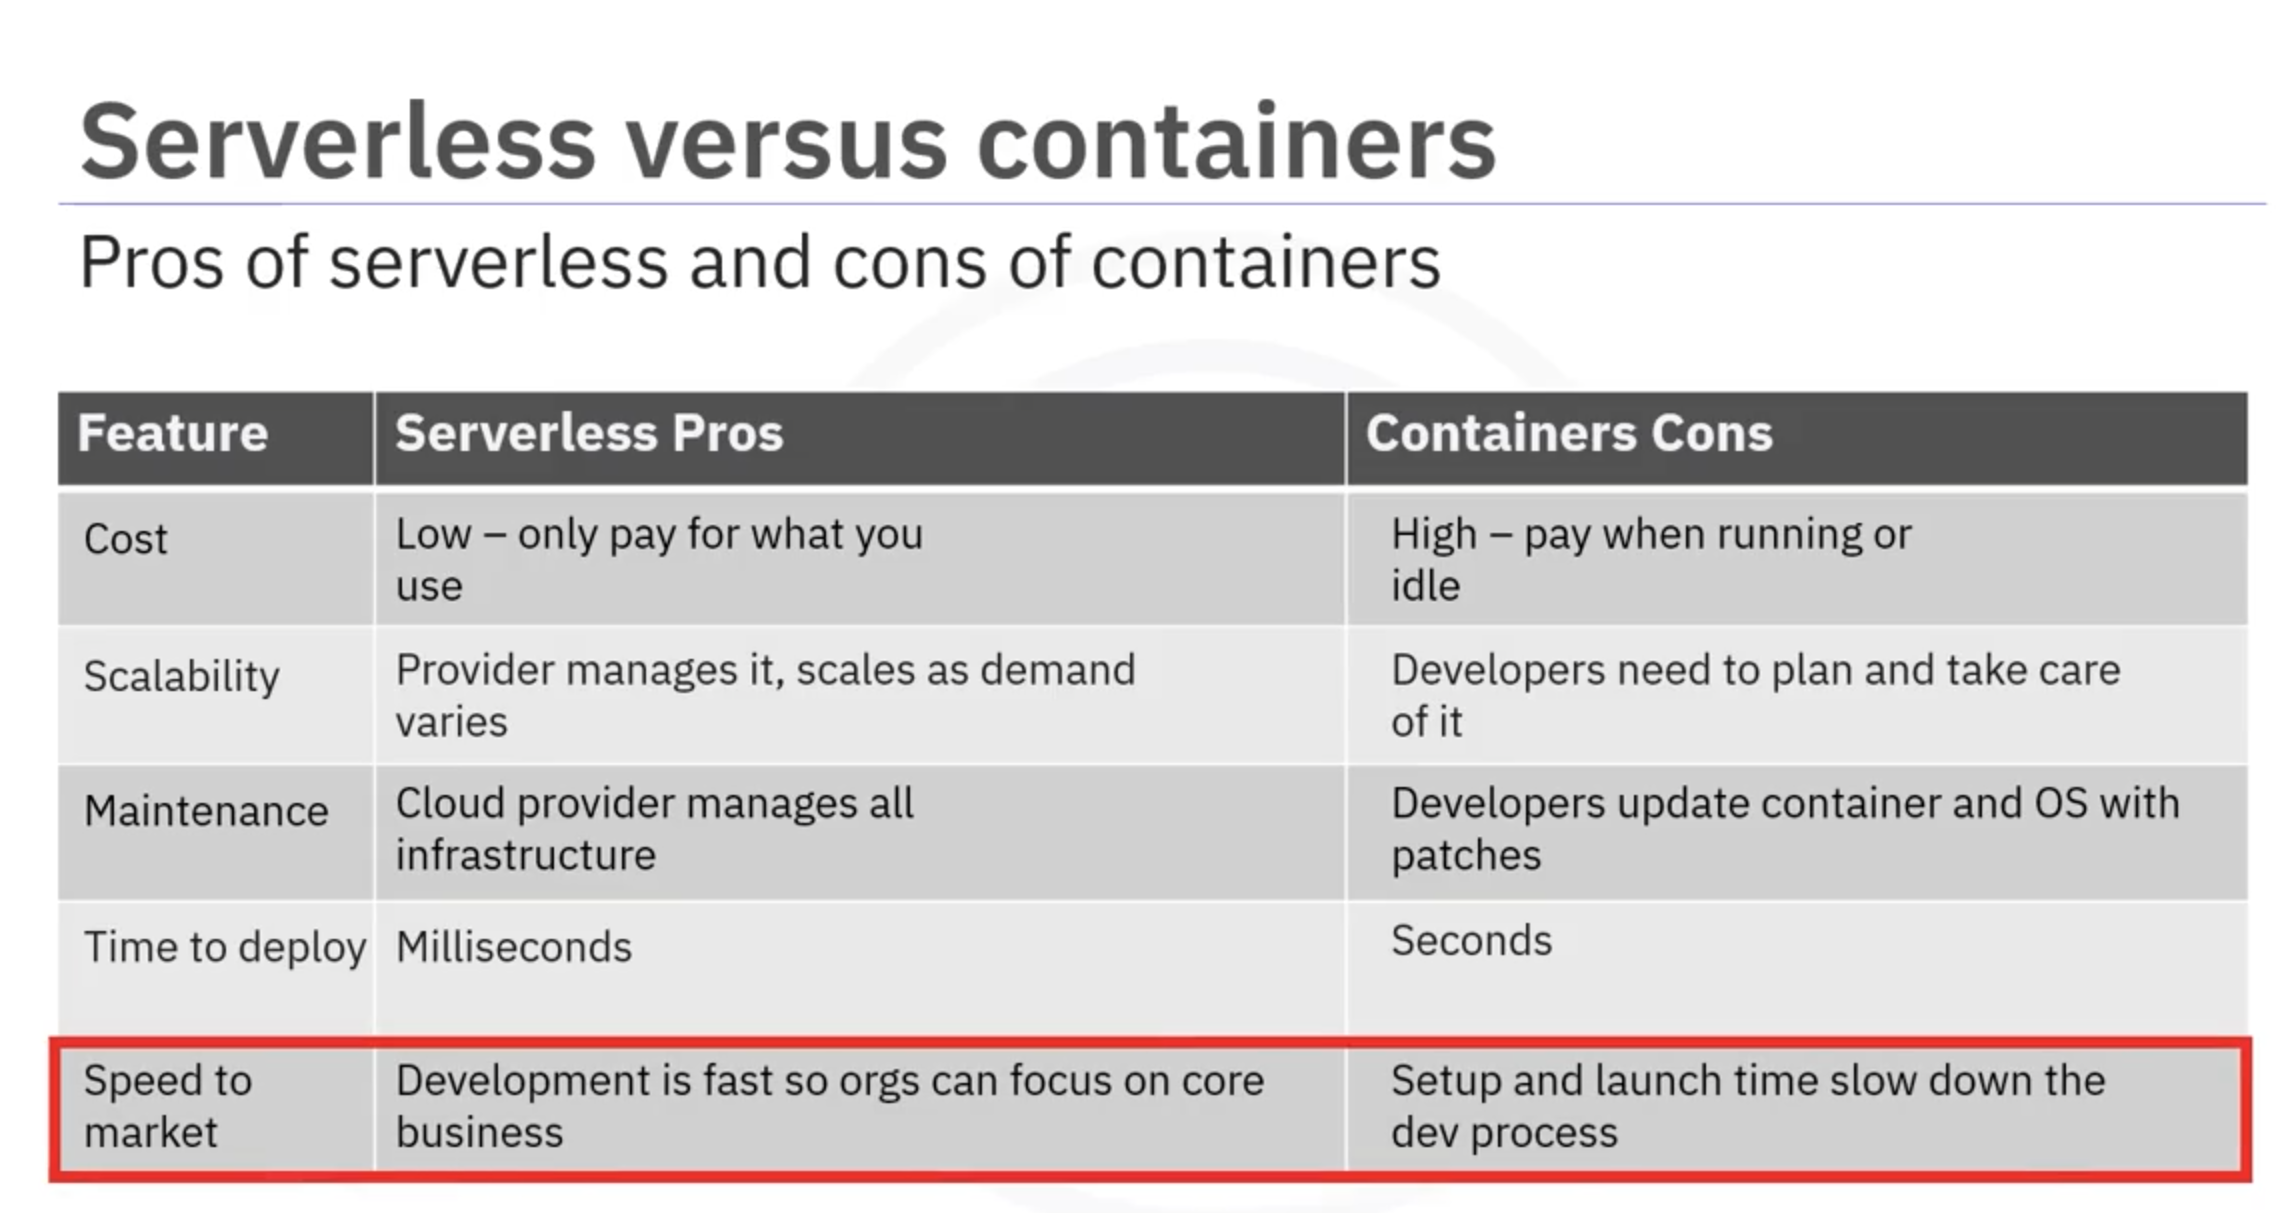 Serverless versus containers
Pros of serverless and cons of containers
Feature
Serverless Pros
Containers Cons
Cost
Low – only pay for what you
use
High – pay when running or
idle
Scalability
Provider manages it, scales as demand
varies
Developers need to plan and take care
of it
Maintenance
Cloud provider manages all
infrastructure
Developers update container and OS with
patches
Time to deploy
Milliseconds
Seconds
Speed to
market
Development is fast so orgs can focus on core
business
Setup and launch time slow down the
dev process